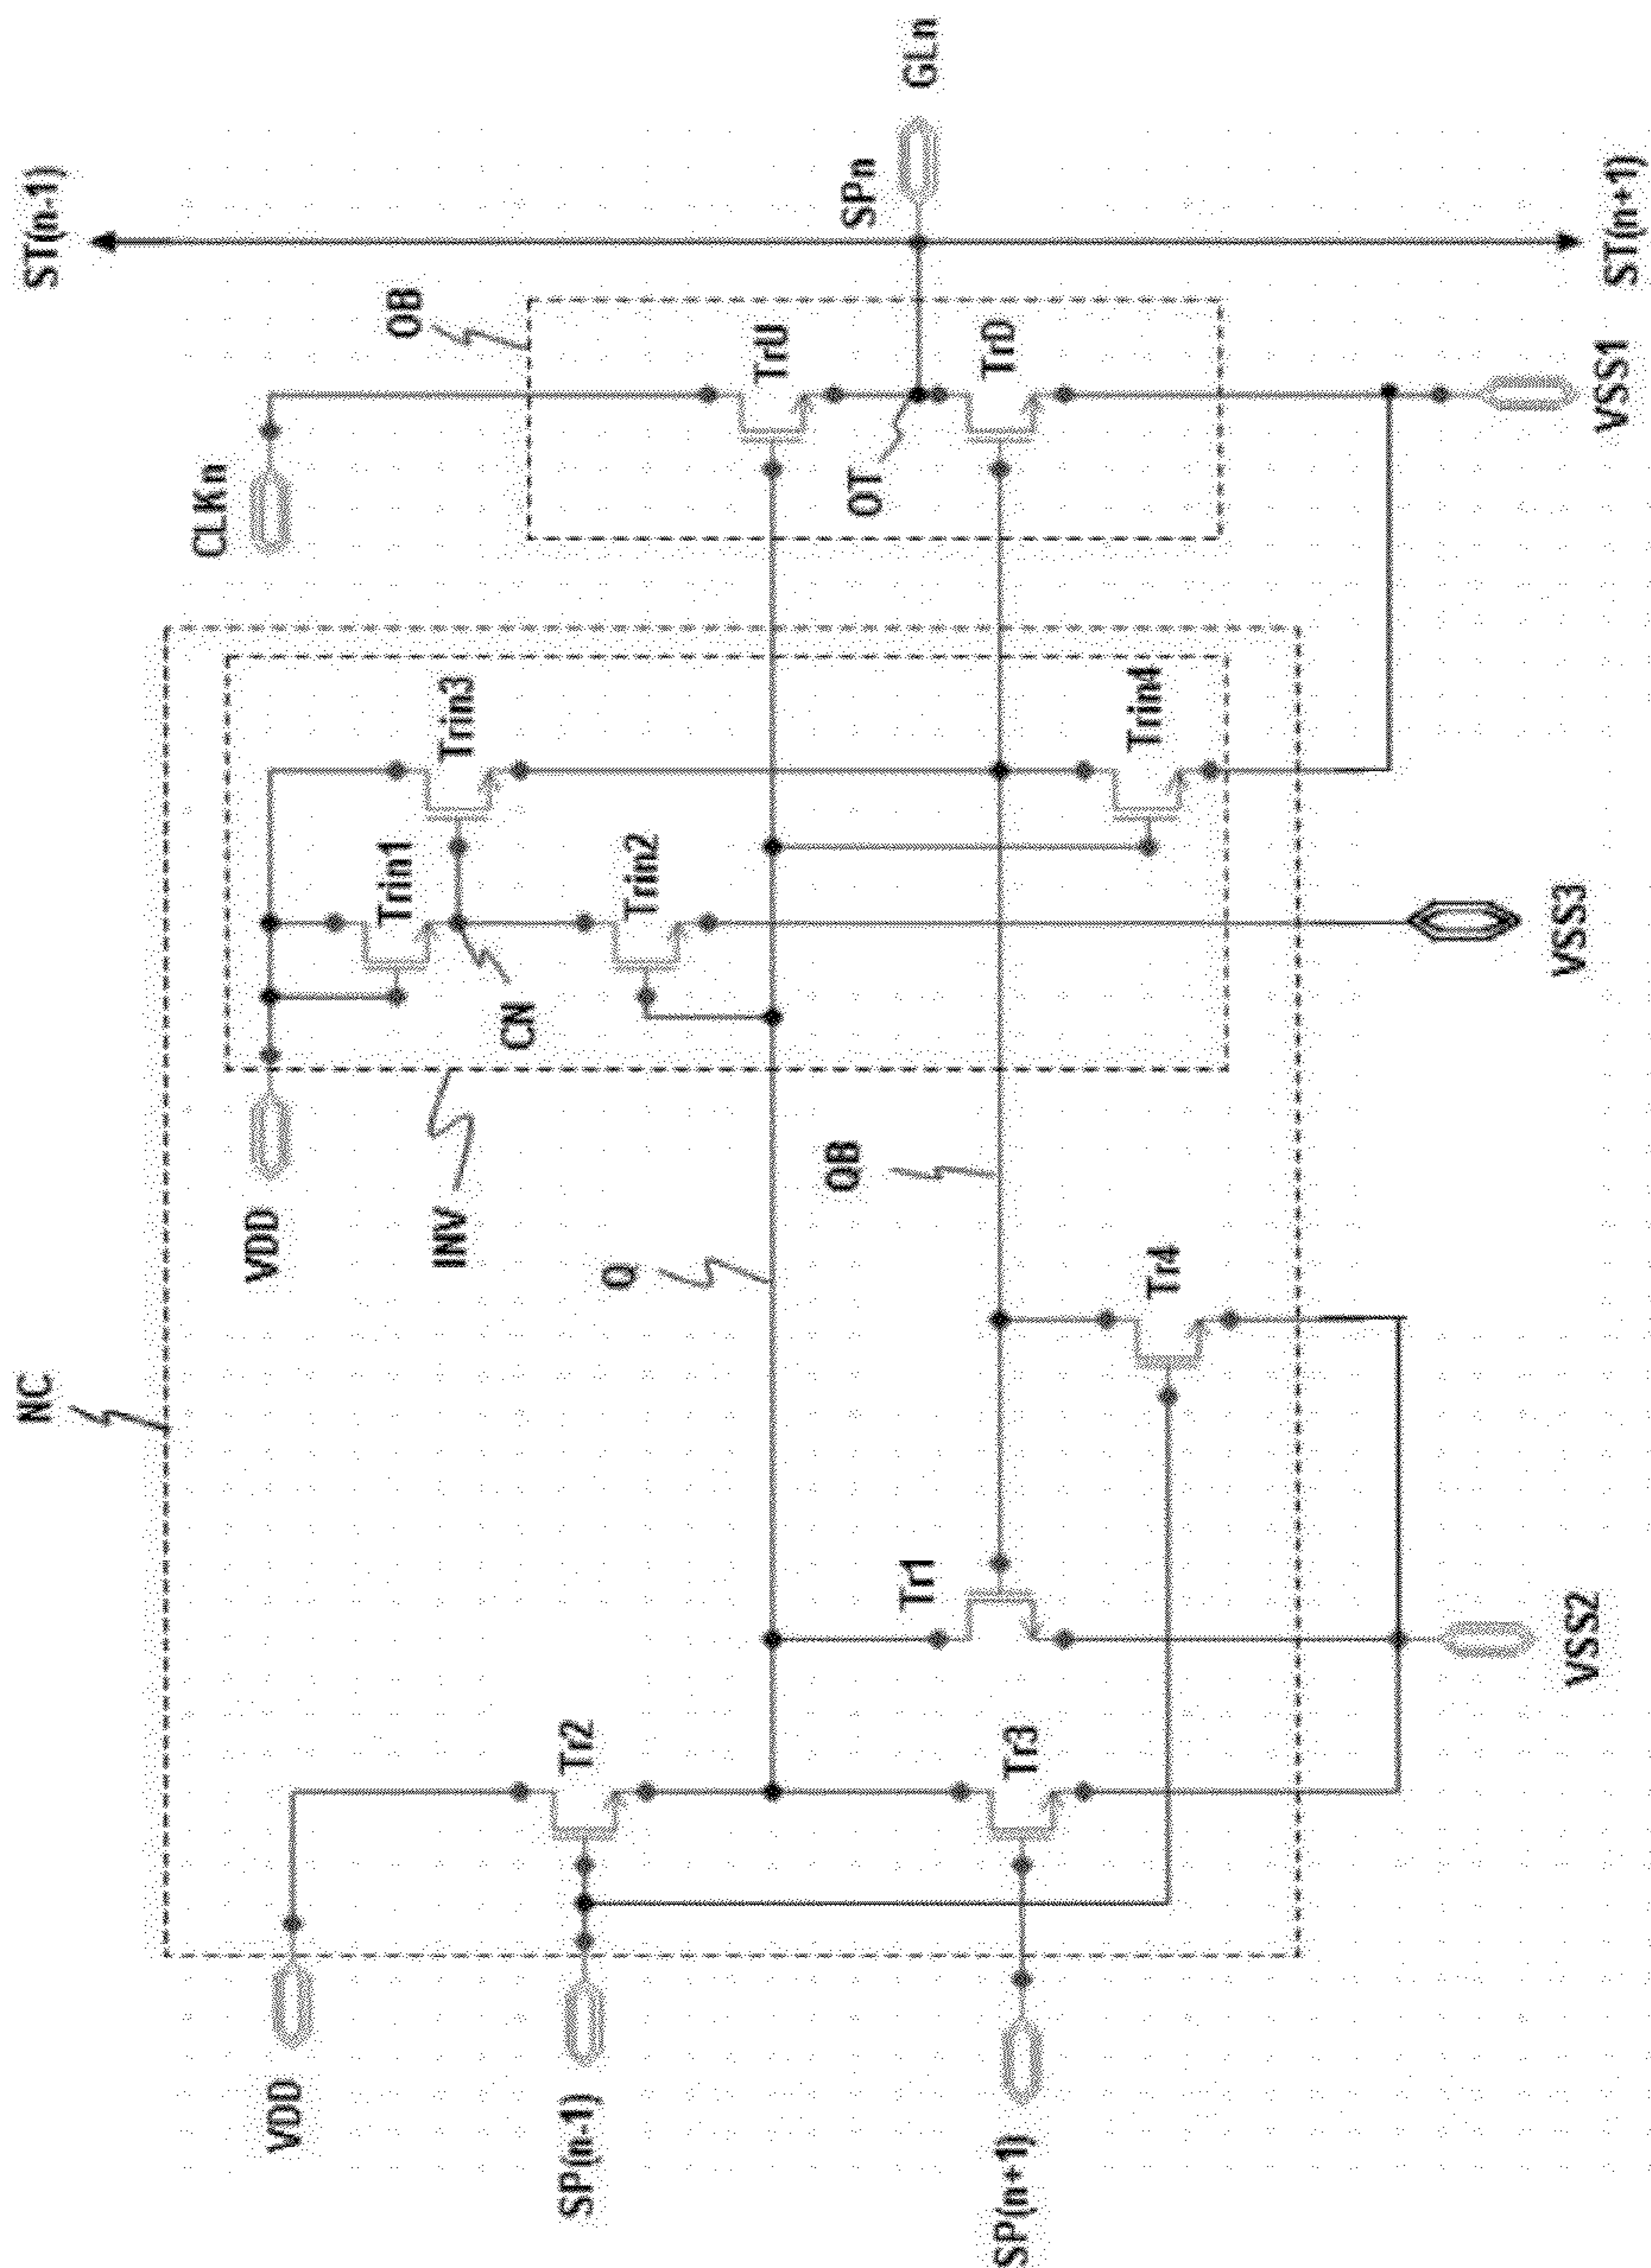 NC
ST(n-1)
CLKn
VDD
VDD
Trin1
OB
INV
Trin3
CN
SP(n-1)
Tr2
Q
Trin2
TrU
QB
OT
SPn
Tr1
GLn
TrD
SP(n+1)
Tr3
Tr4
Trin4
VSS2
VSS3
VSS1
ST(n+1)